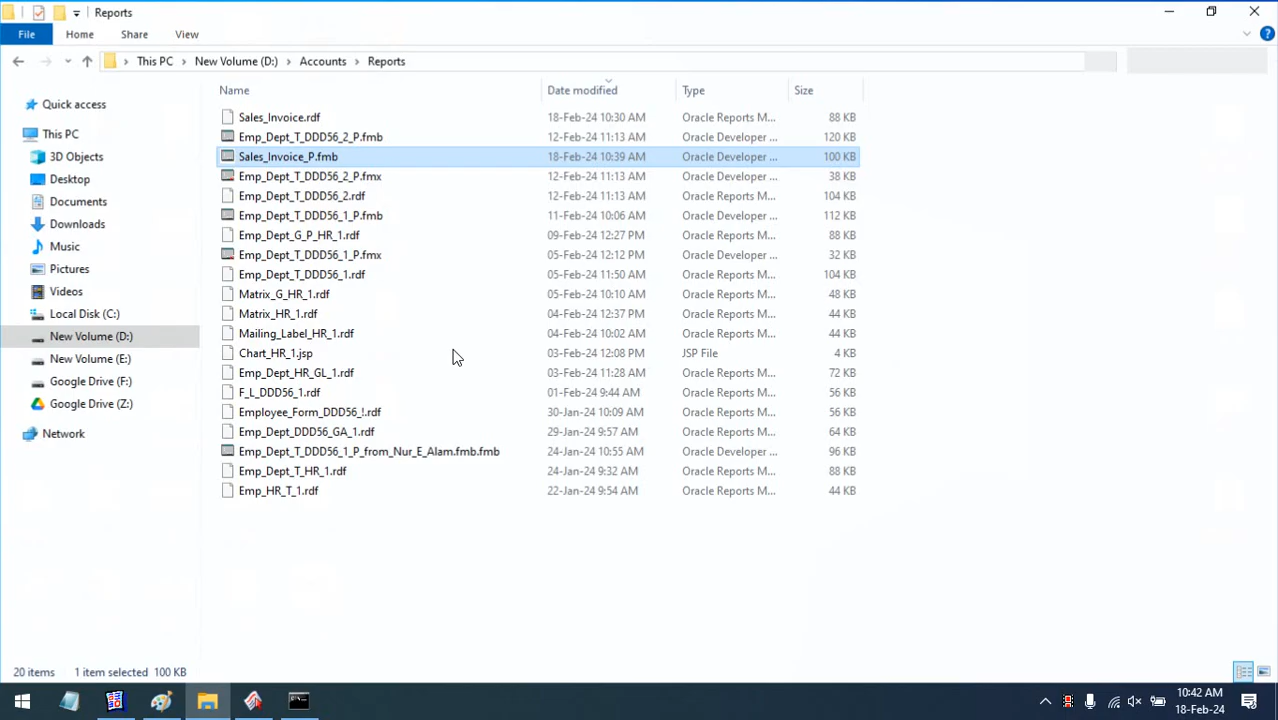 Reports
File Home Share View
This PC New Volume (D:) Accounts Reports
Name Date modified Type Size
Quick access
This PC
3D Objects
Desktop
Documents
Downloads
Music
Pictures
Videos
Local Disk (C:)
New Volume (D:)
New Volume (E:)
Google Drive (F:)
Google Drive (Z:)
Network
Sales_Invoice.rdf 18-Feb-24 10:30 AM Oracle Reports M... 88 KB
Emp_Dept_T_DDD56_2_P.fmb 12-Feb-24 11:13 AM Oracle Developer ... 120 KB
Sales_Invoice_P.fmb 18-Feb-24 10:39 AM Oracle Developer ... 100 KB
Emp_Dept_T_DDD56_2_P.fmx 12-Feb-24 11:13 AM Oracle Developer ... 38 KB
Emp_Dept_T_DDD56_2.rdf 12-Feb-24 11:13 AM Oracle Reports M... 104 KB
Emp_Dept_T_DDD56_1_P.fmb 11-Feb-24 10:06 AM Oracle Developer ... 112 KB
Emp_Dept_G_P_HR_1.rdf 09-Feb-24 12:27 PM Oracle Reports M... 88 KB
Emp_Dept_T_DDD56_1_P.fmx 05-Feb-24 12:12 PM Oracle Developer ... 32 KB
Emp_Dept_T_DDD56_1.rdf 05-Feb-24 11:50 AM Oracle Reports M... 104 KB
Matrix_G_HR_1.rdf 05-Feb-24 10:10 AM Oracle Reports M... 48 KB
Matrix_HR_1.rdf 04-Feb-24 12:37 PM Oracle Reports M... 44 KB
Mailing_Label_HR_1.rdf 04-Feb-24 10:02 AM Oracle Reports M... 44 KB
Chart_HR_1.jsp 03-Feb-24 12:08 PM JSP File 4 KB
Emp_Dept_HR_GL_1.rdf 03-Feb-24 11:28 AM Oracle Reports M... 72 KB
F_L_DDD56_1.rdf 01-Feb-24 9:44 AM Oracle Reports M... 56 KB
Employee_Form_DDD56_!.rdf 30-Jan-24 10:09 AM Oracle Reports M... 56 KB
Emp_Dept_DDD56_GA_1.rdf 29-Jan-24 9:57 AM Oracle Reports M... 64 KB
Emp_Dept_T_DDD56_1_P_from_Nur_E_Alam.fmb.fmb 24-Jan-24 10:55 AM Oracle Developer ... 96 KB
Emp_Dept_T_HR_1.rdf 24-Jan-24 9:32 AM Oracle Reports M... 88 KB
Emp_HR_T_1.rdf 22-Jan-24 9:54 AM Oracle Reports M... 44 KB
20 items 1 item selected 100 KB
10:42 AM
18-Feb-24